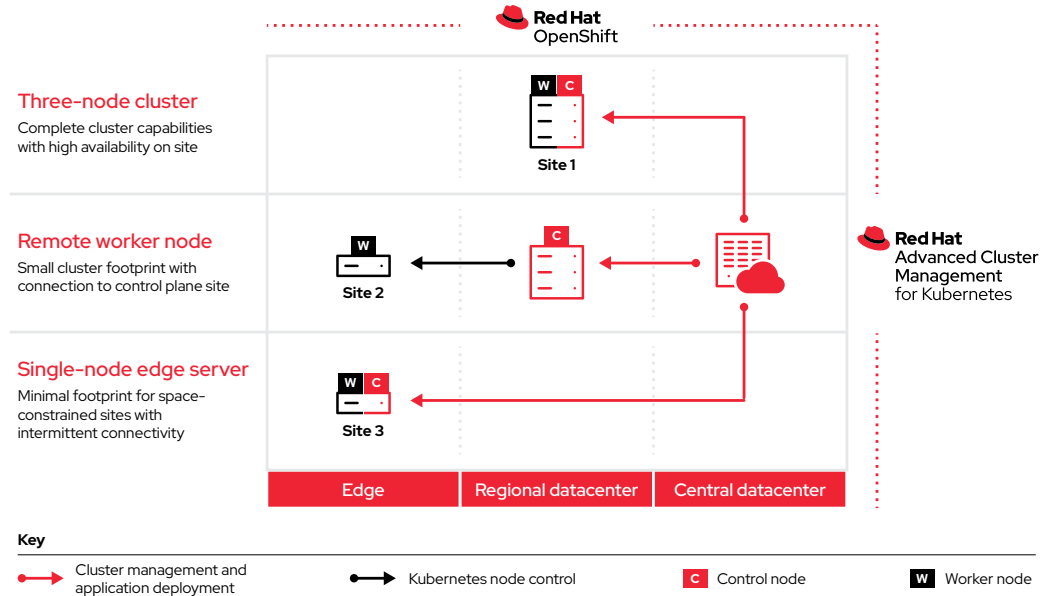 Red Hat
OpenShift
Three-node cluster
Complete cluster capabilities
with high availability on site
W C
Site 1
Remote worker node
Small cluster footprint with
connection to control plane site
W
Site 2
C
Red Hat
Advanced Cluster
Management
for Kubernetes
Single-node edge server
Minimal footprint for space-
constrained sites with
intermittent connectivity
W C
Site 3
Edge
Regional datacenter
Central datacenter
Key
Cluster management and
application deployment
Kubernetes node control
C Control node
W Worker node